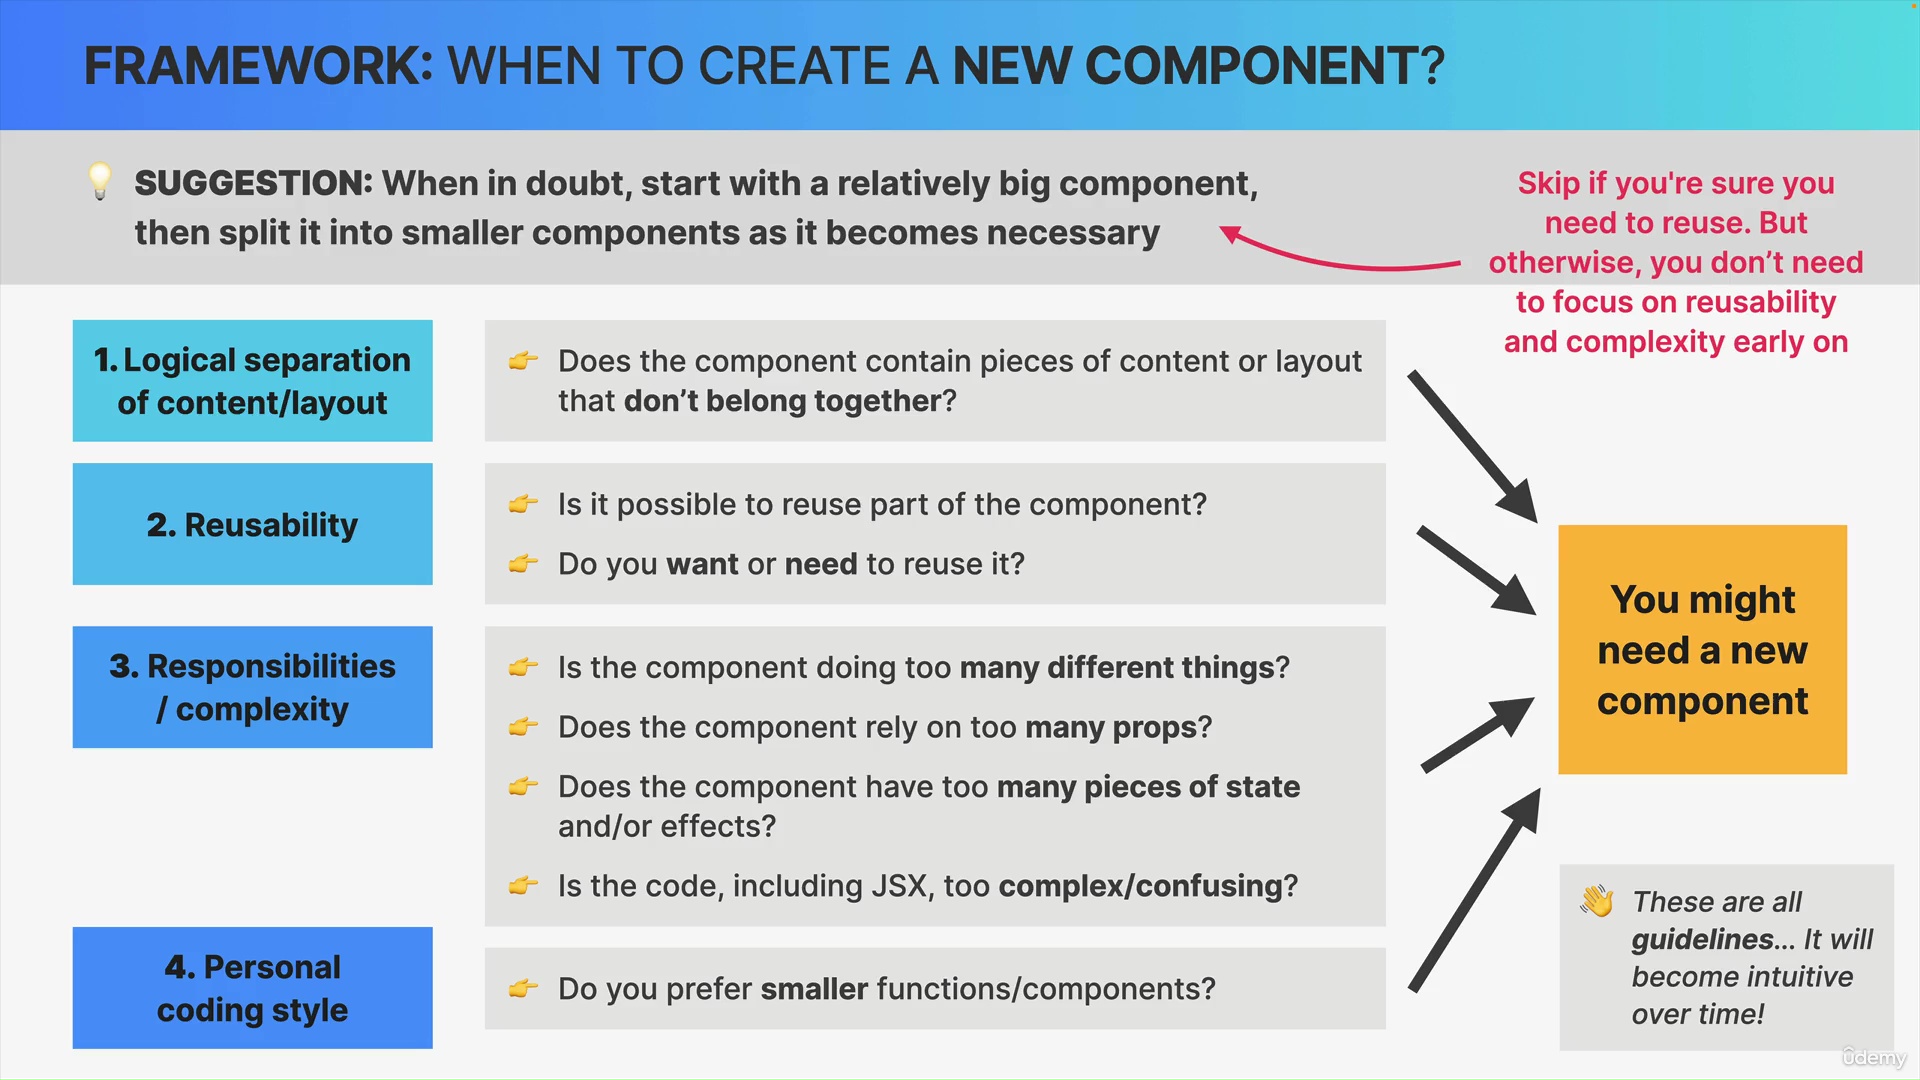 FRAMEWORK: WHEN TO CREATE A NEW COMPONENT?
SUGGESTION: When in doubt, start with a relatively big component,
then split it into smaller components as it becomes necessary
Skip if you're sure you
need to reuse. But
otherwise, you don’t need
to focus on reusability
and complexity early on
1. Logical separation
of content/layout
Does the component contain pieces of content or layout
that don’t belong together?
2. Reusability
Is it possible to reuse part of the component?
Do you want or need to reuse it?
3. Responsibilities
/ complexity
Is the component doing too many different things?
Does the component rely on too many props?
Does the component have too many pieces of state
and/or effects?
Is the code, including JSX, too complex/confusing?
4. Personal
coding style
Do you prefer smaller functions/components?
You might
need a new
component
These are all
guidelines... It will
become intuitive
over time!
ûdemy